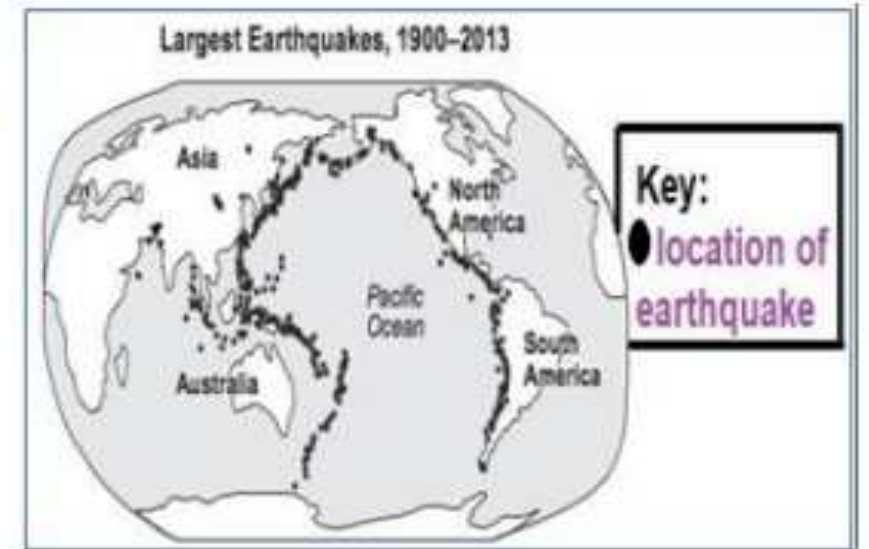 Largest Earthquakes, 1900–2013
Asia
North
America
Pacific
Ocean
South
America
Australia
Key:
location of
earthquake